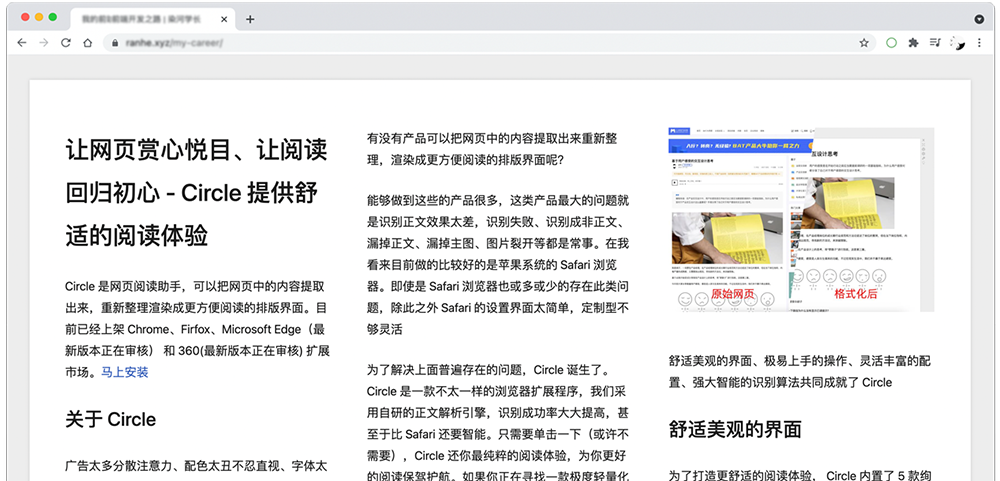 ranhe.xyz/my-career/
让网页赏心悦目、让阅读
回归初心 - Circle 提供舒
适的阅读体验
Circle 是网页阅读助手，可以把网页中的内容提取
出来，重新整理渲染成更方便阅读的排版界面。目
前已经上架 Chrome、Firfox、Microsoft Edge（最
新版本正在审核） 和 360(最新版本正在审核) 扩展
市场。马上安装
关于 Circle
广告太多分散注意力、配色太丑不忍直视、字体太
有没有产品可以把网页中的内容提取出来重新整
理，渲染成更方便阅读的排版界面呢?
能够做到这些的产品很多，这类产品最大的问题就
是识别正文效果太差，识别失败、识别成非正文、
漏掉正文、漏掉主图、图片裂开等都是常事。在我
看来目前做的比较好的是苹果系统的 Safari 浏览
器。即使是 Safari 浏览器也或多或少的存在此类问
题，除此之外 Safari 的设置界面太简单，定制型不
够灵活
为了解决上面普遍存在的问题，Circle 诞生了。
Circle 是一款不太一样的浏览器扩展程序，我们采
用自研的正文解析引擎，识别成功率大大提高，甚
至于比 Safari 还要智能。只需要单击一下（或许不
需要），Circle 还你最纯粹的阅读体验，为你更好
的阅读保驾护航。如果你正在寻找一款极度轻量化
原始网页
格式化后
舒适美观的界面、极易上手的操作、灵活丰富的配
置、强大智能的识别算法共同成就了 Circle
舒适美观的界面
为了打造更舒适的阅读体验， Circle 内置了 5 款绚